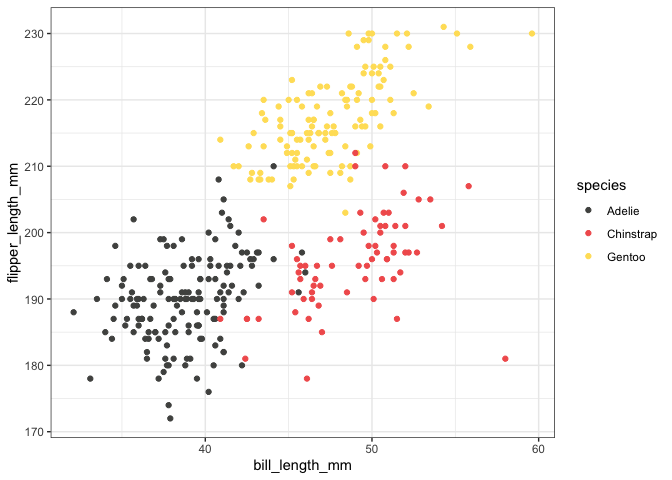 230
220
210
200
190
180
170
40
50
60
bill_length_mm
flipper_length_mm
species
Adelie
Chinstrap
Gentoo